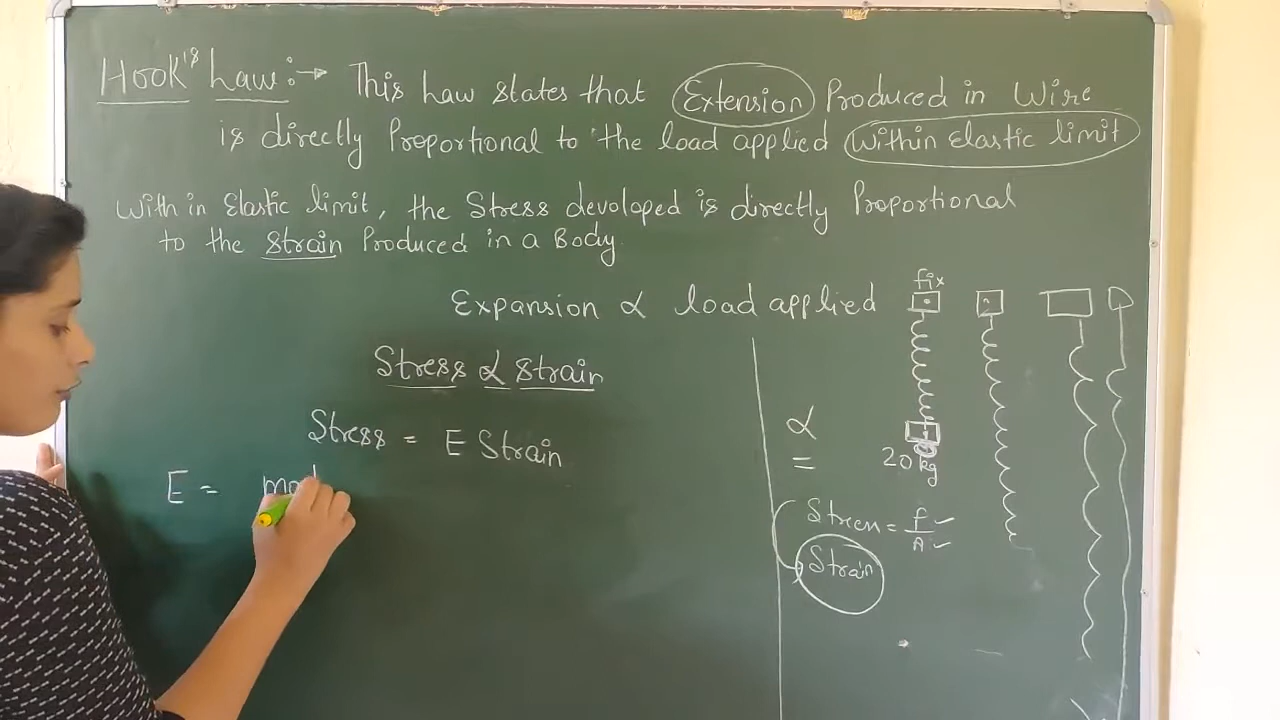 Hook's Law:→ This Law states that Extension Produced in Wire
is directly Proportional to the load applied Within Elastic limit
With in Elastic limit, the Stress devoloped is directly Proportional
to the Strain Produced in a Body.
Expansion ∝ load applied
fix
Stress ∝ Strain
Stress = E Strain
E =
∝
=
20 kg
Stress = F/A
Strain